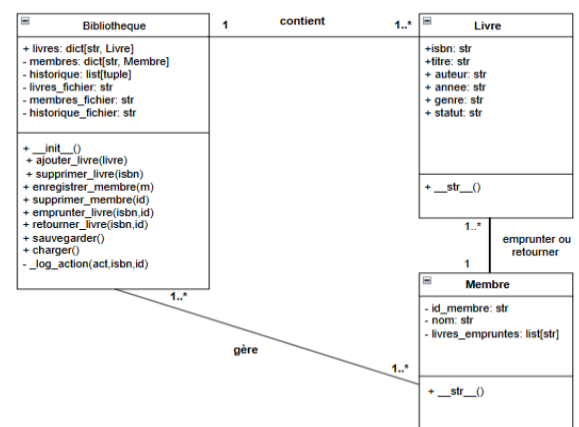 Bibliotheque
+ livres: dict[str, Livre]
- membres: dict[str, Membre]
- historique: list[tuple]
- livres_fichier: str
- membres_fichier: str
- historique_fichier: str
+ __init__()
+ ajouter_livre(livre)
+ supprimer_livre(isbn)
+ enregistrer_membre(m)
+ supprimer_membre(id)
+ emprunter_livre(isbn,id)
+ retourner_livre(isbn,id)
+ sauvegarder()
+ charger()
- _log_action(act,isbn,id)
1
contient
1..*
Livre
+isbn: str
+titre: str
+ auteur: str
+ annee: str
+ genre: str
+ statut: str
+ __str__()
1..*
emprunter ou
retourner
1
Membre
- id_membre: str
- nom: str
- livres_empruntes: list[str]
+ __str__()
1..*
gère
1..*